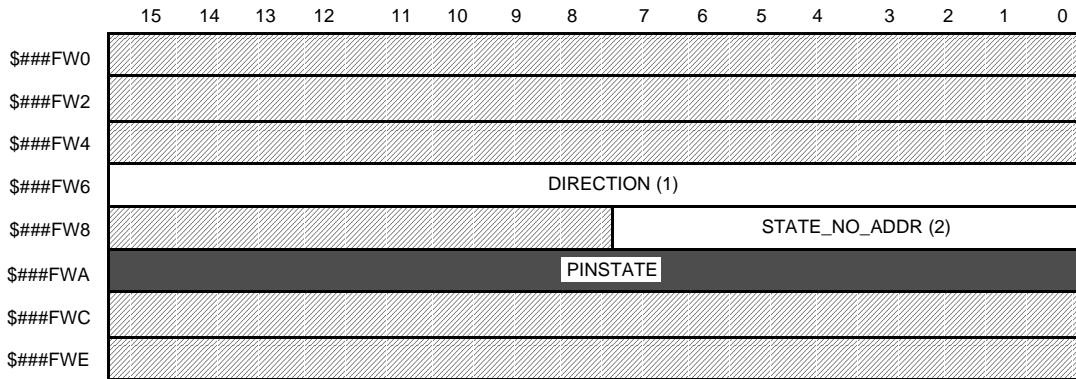 15 14 13 12 11 10 9 8 7 6 5 4 3 2 1 0
$###FW0
$###FW2
$###FW4
$###FW6 DIRECTION (1)
$###FW8 STATE_NO_ADDR (2)
$###FWA PINSTATE
$###FWC
$###FWE